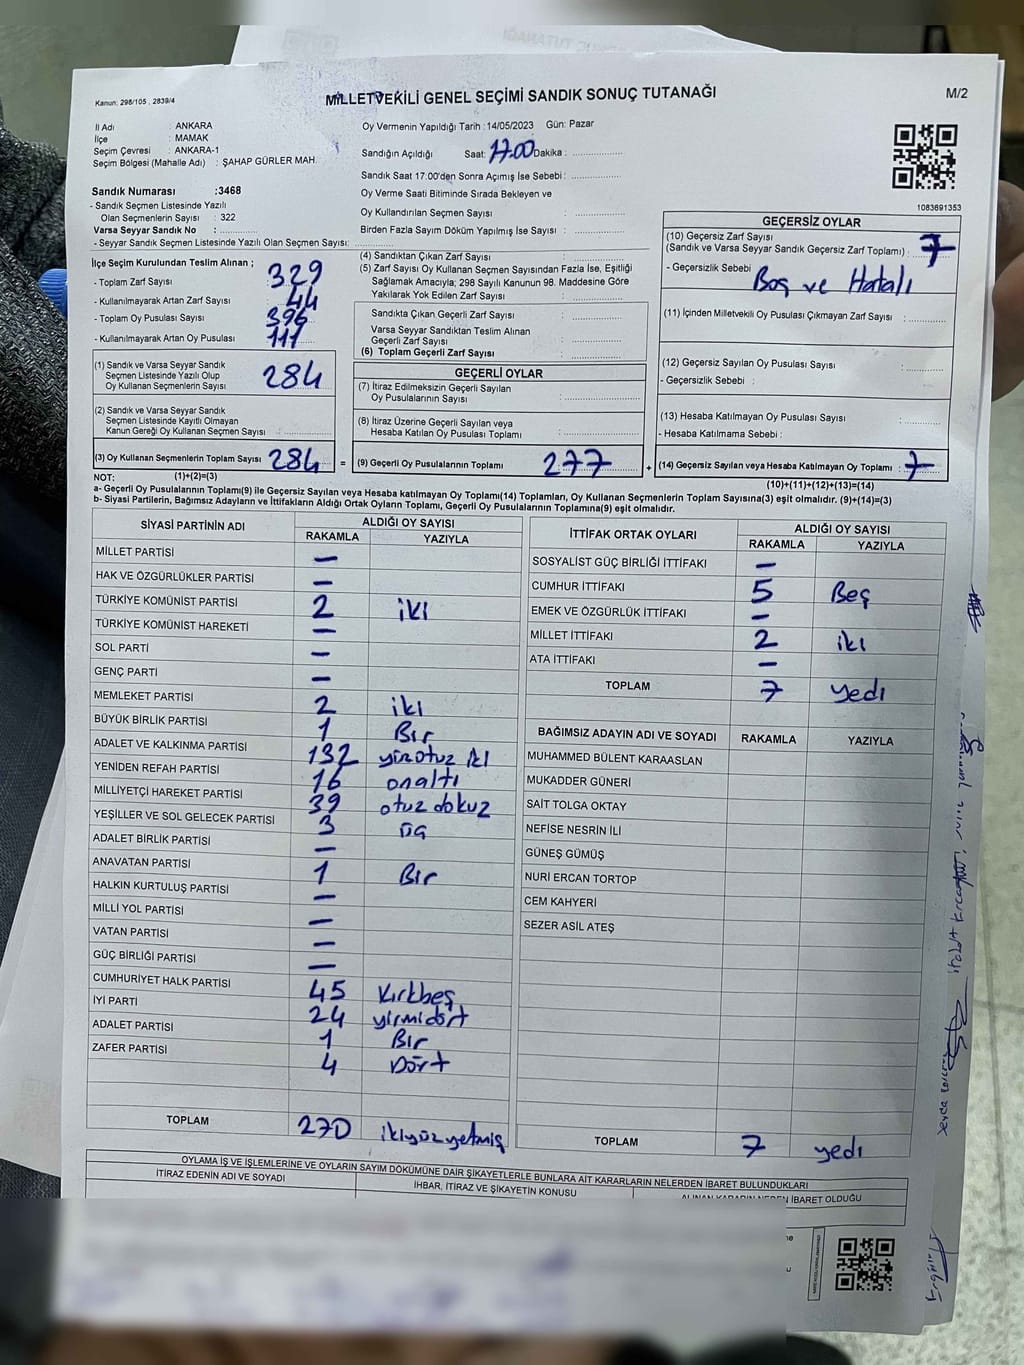 Kanun: 298/105 , 2839/4
MİLLETVEKİLİ GENEL SEÇİMİ SANDIK SONUÇ TUTANAĞI
M/2
İl Adı : ANKARA
İlçe : MAMAK
Seçim Çevresi : ANKARA-1
Seçim Bölgesi (Mahalle Adı) : ŞAHAP GÜRLER MAH.
Oy Vermenin Yapıldığı Tarih :14/05/2023 Gün: Pazar
Sandığın Açıldığı Saat: 17.00 Dakika : ...............
Sandık Saat 17.00'den Sonra Açımış İse Sebebi : ...............
Oy Verme Saati Bitiminde Sırada Bekleyen ve
Oy Kullandırılan Seçmen Sayısı : ...............
Birden Fazla Sayım Döküm Yapılmış İse Sayısı : ...............
1083691353
Sandık Numarası :3468
- Sandık Seçmen Listesinde Yazılı
Olan Seçmenlerin Sayısı : 322
Varsa Seyyar Sandık No : ...............
- Seyyar Sandık Seçmen Listesinde Yazılı Olan Seçmen Sayısı: ...............
İlçe Seçim Kurulundan Teslim Alınan ;
- Toplam Zarf Sayısı : 329
- Kullanılmayarak Artan Zarf Sayısı : 44
- Toplam Oy Pusulası Sayısı : 396
- Kullanılmayarak Artan Oy Pusulası : 111
(1) Sandık ve Varsa Seyyar Sandık
Seçmen Listesinde Yazılı Olup
Oy Kullanan Seçmenlerin Sayısı : 284
(2) Sandık ve Varsa Seyyar Sandık
Seçmen Listesinde Kayıtlı Olmayan
Kanun Gereği Oy Kullanan Seçmen Sayısı : ...............
(3) Oy Kullanan Seçmenlerin Toplam Sayısı : 284 =
(1)+(2)=(3)
(4) Sandıktan Çıkan Zarf Sayısı : ...............
(5) Zarf Sayısı Oy Kullanan Seçmen Sayısından Fazla İse, Eşitliği
Sağlamak Amacıyla; 298 Sayılı Kanunun 98. Maddesine Göre
Yakılarak Yok Edilen Zarf Sayısı : ...............
Sandıkta Çıkan Geçerli Zarf Sayısı : ...............
Varsa Seyyar Sandıktan Teslim Alınan
Geçerli Zarf Sayısı : ...............
(6) Toplam Geçerli Zarf Sayısı : ...............
GEÇERLİ OYLAR
(7) İtiraz Edilmeksizin Geçerli Sayılan
Oy Pusulalarının Sayısı : ...............
(8) İtiraz Üzerine Geçerli Sayılan veya
Hesaba Katılan Oy Pusulası Toplamı : ...............
(9) Geçerli Oy Pusulalarının Toplamı : 277 +
GEÇERSİZ OYLAR
(10) Geçersiz Zarf Sayısı
(Sandık ve Varsa Seyyar Sandık Geçersiz Zarf Toplamı) : 7
- Geçersizlik Sebebi : Boş ve Hatalı
(11) İçinden Milletvekili Oy Pusulası Çıkmayan Zarf Sayısı : ...............
(12) Geçersiz Sayılan Oy Pusulası Sayısı : ...............
- Geçersizlik Sebebi :
(13) Hesaba Katılmayan Oy Pusulası Sayısı : ...............
- Hesaba Katılmama Sebebi :
(14) Geçersiz Sayılan veya Hesaba Katılmayan Oy Toplamı : 7
(10)+(11)+(12)+(13)=(14)
NOT:
a- Geçerli Oy Pusulalarının Toplamı(9) ile Geçersiz Sayılan veya Hesaba katılmayan Oy Toplamı(14) Toplamları, Oy Kullanan Seçmenlerin Toplam Sayısına(3) eşit olmalıdır. (9)+(14)=(3)
b- Siyasi Partilerin, Bağımsız Adayların ve İttifakların Aldığı Ortak Oyların Toplamı, Geçerli Oy Pusulalarının Toplamına(9) eşit olmalıdır.
SİYASİ PARTİNİN ADI ALDIĞI OY SAYISI
RAKAMLA YAZIYLA
MİLLET PARTİSİ –
HAK VE ÖZGÜRLÜKLER PARTİSİ –
TÜRKİYE KOMÜNİST PARTİSİ 2 iki
TÜRKİYE KOMÜNİST HAREKETİ –
SOL PARTİ –
GENÇ PARTİ –
MEMLEKET PARTİSİ 2 iki
BÜYÜK BİRLİK PARTİSİ 1 Bir
ADALET VE KALKINMA PARTİSİ 132 yüzotuz iki
YENİDEN REFAH PARTİSİ 16 onaltı
MİLLİYETÇİ HAREKET PARTİSİ 39 otuz dokuz
YEŞİLLER VE SOL GELECEK PARTİSİ 3 üç
ADALET BİRLİK PARTİSİ –
ANAVATAN PARTİSİ 1 Bir
HALKIN KURTULUŞ PARTİSİ –
MİLLİ YOL PARTİSİ –
VATAN PARTİSİ –
GÜÇ BİRLİĞİ PARTİSİ –
CUMHURİYET HALK PARTİSİ 45 Kırkbeş
İYİ PARTİ 24 yirmidört
ADALET PARTİSİ 1 Bir
ZAFER PARTİSİ 4 Dört
TOPLAM 270 ikiyüzyetmiş
İTTİFAK ORTAK OYLARI ALDIĞI OY SAYISI
RAKAMLA YAZIYLA
SOSYALİST GÜÇ BİRLİĞİ İTTİFAKI –
CUMHUR İTTİFAKI 5 Beş
EMEK VE ÖZGÜRLÜK İTTİFAKI –
MİLLET İTTİFAKI 2 iki
ATA İTTİFAKI –
TOPLAM 7 yedi
BAĞIMSIZ ADAYIN ADI VE SOYADI RAKAMLA YAZIYLA
MUHAMMED BÜLENT KARAASLAN
MUKADDER GÜNERİ
SAİT TOLGA OKTAY
NEFİSE NESRİN İLİ
GÜNEŞ GÜMÜŞ
NURİ ERCAN TORTOP
CEM KAHYERİ
SEZER ASİL ATEŞ
TOPLAM 7 yedi
OYLAMA İŞ VE İŞLEMLERİNE VE OYLARIN SAYIM DÖKÜMÜNE DAİR ŞİKAYETLERLE BUNLARA AİT KARARLARIN NELERDEN İBARET BULUNDUKLARI
İTİRAZ EDENİN ADI VE SOYADI İHBAR, İTİRAZ VE ŞİKAYETİN KONUSU ALINAN KARARIN NEDEN İBARET OLDUĞU